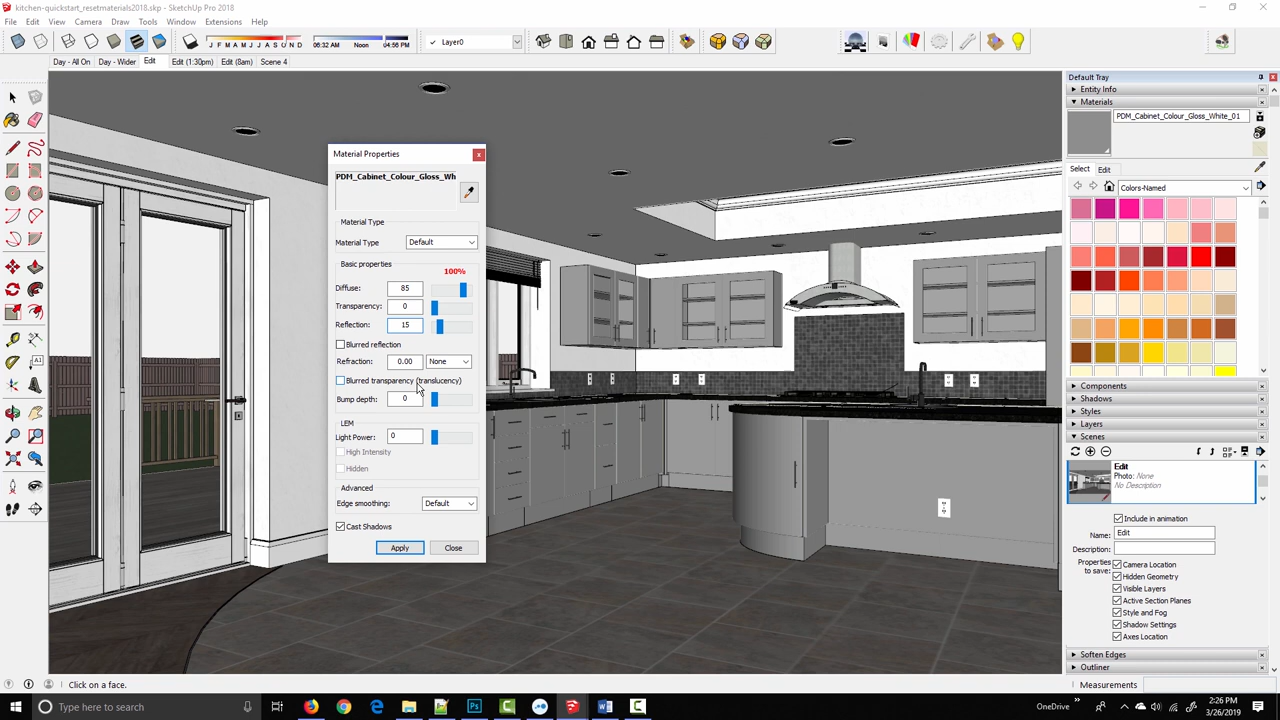 kitchen-quickstart_resetmaterials2018.skp - SketchUp Pro 2018
File Edit View Camera Draw Tools Window Extensions Help
J F M A M J J A S O N D
06:32 AM Noon 04:56 PM
Layer0
Day - All On Day - Wider Edit Edit (1:30pm) Edit (8am) Scene 4
Material Properties
PDM_Cabinet_Colour_Gloss_Wh
Material Type
Material Type Default
Basic properties
100%
Diffuse: 85
Transparency: 0
Reflection: 15
Blurred reflection
Refraction: 0.00 None
Blurred transparency (translucency)
Bump depth: 0
LEM
Light Power: 0
High Intensity
Hidden
Advanced
Edge smoothing: Default
Cast Shadows
Apply Close
Default Tray
Entity Info
Materials
PDM_Cabinet_Colour_Gloss_White_01
Select Edit
Colors-Named
Components
Shadows
Styles
Layers
Scenes
Edit
Photo: None
No Description
Include in animation
Name: Edit
Description:
Properties to save:
Camera Location
Hidden Geometry
Visible Layers
Active Section Planes
Style and Fog
Shadow Settings
Axes Location
Soften Edges
Outliner
Click on a face.
Measurements
Type here to search
OneDrive
2:26 PM
3/26/2019